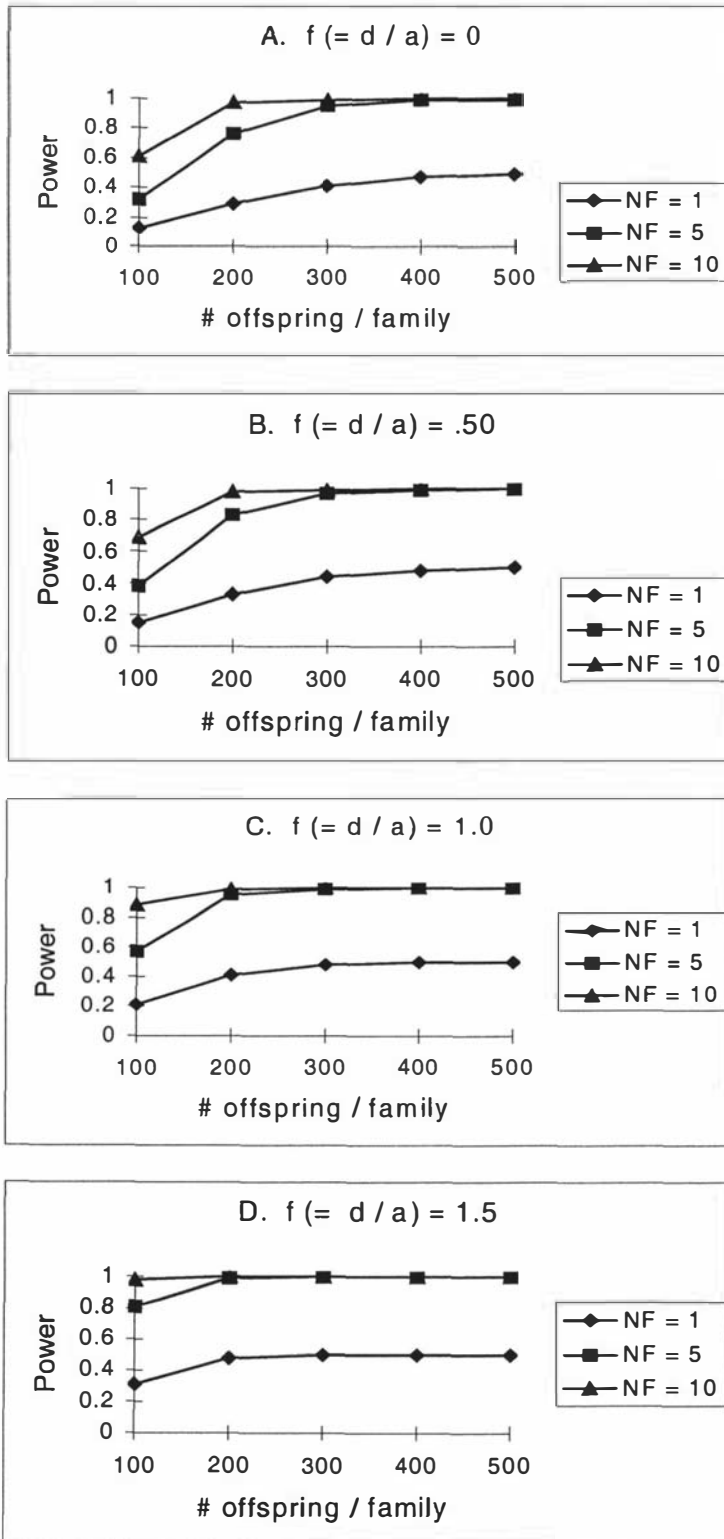 A. f (= d / a) = 0
1
0.8
0.6
0.4
0.2
0
Power
100 200 300 400 500
# offspring / family
NF = 1
NF = 5
NF = 10
B. f (= d / a) = .50
1
0.8
0.6
0.4
0.2
0
Power
100 200 300 400 500
# offspring / family
NF = 1
NF = 5
NF = 10
C. f (= d / a) = 1.0
1
0.8
0.6
0.4
0.2
0
Power
100 200 300 400 500
# offspring / family
NF = 1
NF = 5
NF = 10
D. f (= d / a) = 1.5
1
0.8
0.6
0.4
0.2
0
Power
100 200 300 400 500
# offspring / family
NF = 1
NF = 5
NF = 10